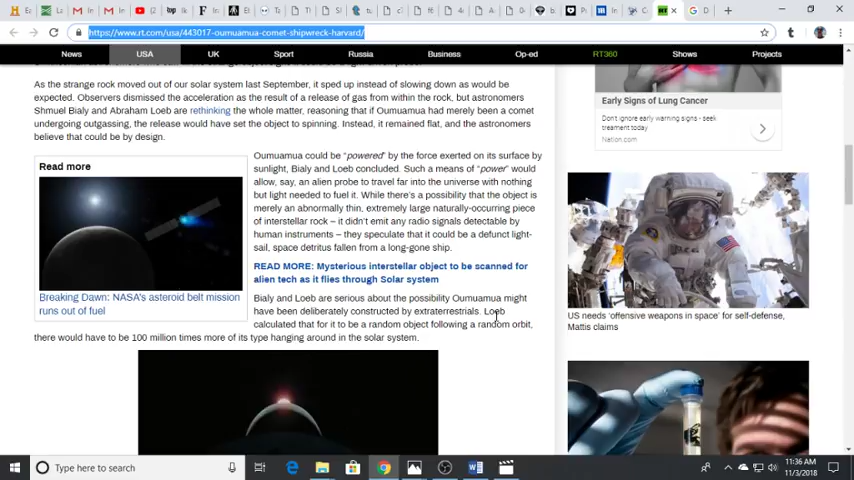 https://www.rt.com/usa/443017-oumuamua-comet-shipwreck-harvard/
News USA UK Sport Russia Business Op-ed RT360 Shows Projects
As the strange rock moved out of our solar system last September, it sped up instead of slowing down as would be
expected. Observers dismissed the acceleration as the result of a release of gas from within the rock, but astronomers
Shmuel Bialy and Abraham Loeb are rethinking the whole matter, reasoning that if Oumuamua had merely been a comet
undergoing outgassing, the release would have set the object to spinning. Instead, it remained flat, and the astronomers
believe that could be by design.
Read more
Breaking Dawn: NASA's asteroid belt mission
runs out of fuel
Oumuamua could be "powered" by the force exerted on its surface by
sunlight, Bialy and Loeb concluded. Such a means of "power" would
allow, say, an alien probe to travel far into the universe with nothing
but light needed to fuel it. While there's a possibility that the object is
merely an abnormally thin, extremely large naturally-occurring piece
of interstellar rock – it didn't emit any radio signals detectable by
human instruments – they speculate that it could be a defunct light-
sail, space detritus fallen from a long-gone ship.
READ MORE: Mysterious interstellar object to be scanned for
alien tech as it flies through Solar system
Bialy and Loeb are serious about the possibility Oumuamua might
have been deliberately constructed by extraterrestrials. Loeb
calculated that for it to be a random object following a random orbit,
there would have to be 100 million times more of its type hanging around in the solar system.
Early Signs of Lung Cancer
Don't ignore early warning signs - seek
treatment today
Nation.com
US needs 'offensive weapons in space' for self-defense,
Mattis claims
Type here to search
11:36 AM
11/3/2018